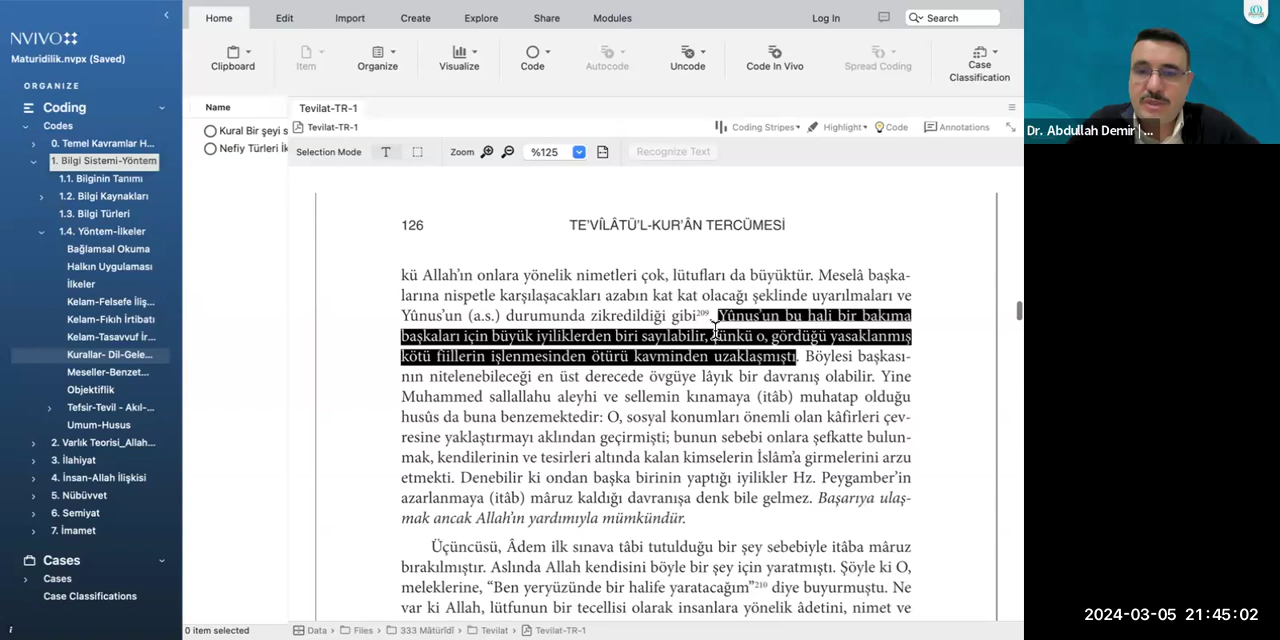 NVIVO
Maturidilik.nvpx (Saved)
ORGANIZE
Coding
Codes
0. Temel Kavramlar H...
1. Bilgi Sistemi-Yöntem
1.1. Bilginin Tanımı
1.2. Bilgi Kaynakları
1.3. Bilgi Türleri
1.4. Yöntem-İlkeler
Bağlamsal Okuma
Halkın Uygulaması
İlkeler
Kelam-Felsefe İliş...
Kelam-Fıkıh İrtibatı
Kelam-Tasavvuf İr...
Kurallar- Dil-Gele...
Meseller-Benzet...
Objektiflik
Tefsir-Tevil - Akıl-...
Umum-Husus
2. Varlık Teorisi_Allah...
3. İlahiyat
4. İnsan-Allah İlişkisi
5. Nübüvvet
6. Semiyat
7. İmamet
Cases
Cases
Case Classifications
Home Edit Import Create Explore Share Modules Log In Search
Clipboard Item Organize Visualize Code Autocode Uncode Code In Vivo Spread Coding Case Classification
Name
Kural Bir şeyi s
Nefiy Türleri İk
Tevilat-TR-1
Tevilat-TR-1 Coding Stripes Highlight Code Annotations
Selection Mode Zoom %125 Recognize Text
126 TE'VÎLÂTÜ'L-KUR'ÂN TERCÜMESİ
kü Allah'ın onlara yönelik nimetleri çok, lütufları da büyüktür. Meselâ başka-
larına nispetle karşılaşacakları azabın kat kat olacağı şeklinde uyarılmaları ve
Yûnus'un (a.s.) durumunda zikredildiği gibi²⁰⁹. Yûnus'un bu hali bir bakıma
başkaları için büyük iyiliklerden biri sayılabilir, çünkü o, gördüğü yasaklanmış
kötü fiillerin işlenmesinden ötürü kavminden uzaklaşmıştı. Böylesi başkası-
nın nitelenebileceği en üst derecede övgüye lâyık bir davranış olabilir. Yine
Muhammed sallallahu aleyhi ve sellemin kınamaya (itâb) muhatap olduğu
husûs da buna benzemektedir: O, sosyal konumları önemli olan kâfirleri çev-
resine yaklaştırmayı aklından geçirmişti; bunun sebebi onlara şefkatte bulun-
mak, kendilerinin ve tesirleri altında kalan kimselerin İslâm'a girmelerini arzu
etmekti. Denebilir ki ondan başka birinin yaptığı iyilikler Hz. Peygamber'in
azarlanmaya (itâb) mâruz kaldığı davranışa denk bile gelmez. Başarıya ulaş-
mak ancak Allah'ın yardımıyla mümkündür.
Üçüncüsü, Âdem ilk sınava tâbi tutulduğu bir şey sebebiyle itâba mâruz
bırakılmıştır. Aslında Allah kendisini böyle bir şey için yaratmıştı. Şöyle ki O,
meleklerine, “Ben yeryüzünde bir halife yaratacağım”²¹⁰ diye buyurmuştu. Ne
var ki Allah, lütfunun bir tecellisi olarak insanlara yönelik âdetini, nimet ve
0 item selected Data Files 333 Mâtürîdî Tevilat Tevilat-TR-1
Dr. Abdullah Demir | ...
2024-03-05 21:45:02